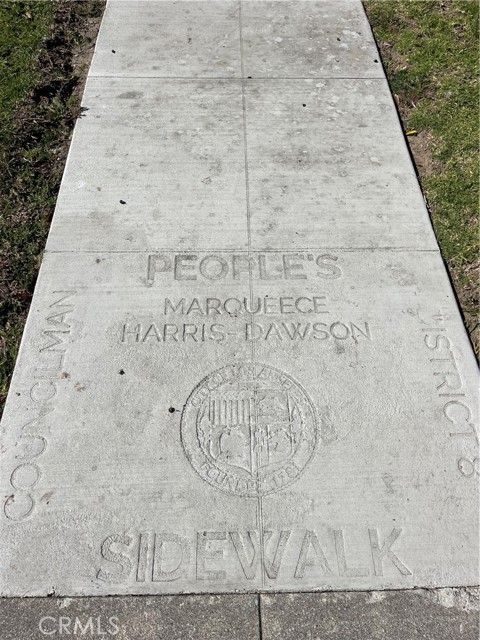 PEOPLE'S
MARQUEECE
HARRIS-DAWSON
COUNCILMAN
DISTRICT 8
SIDEWALK
CRMLS